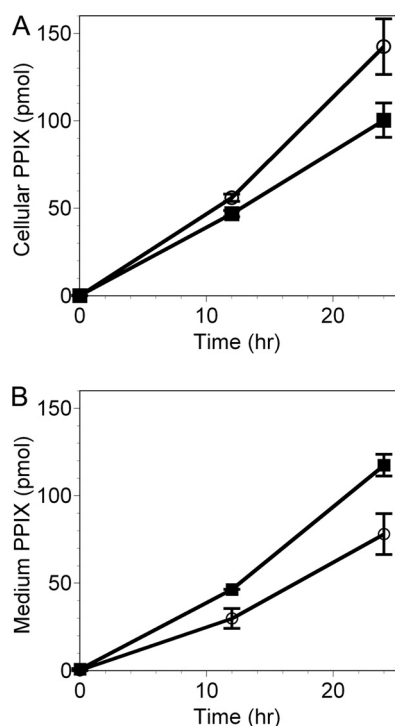 A
150
100
50
0
Cellular PPIX (pmol)
0 10 20
Time (hr)
B
150
100
50
0
Medium PPIX (pmol)
0 10 20
Time (hr)